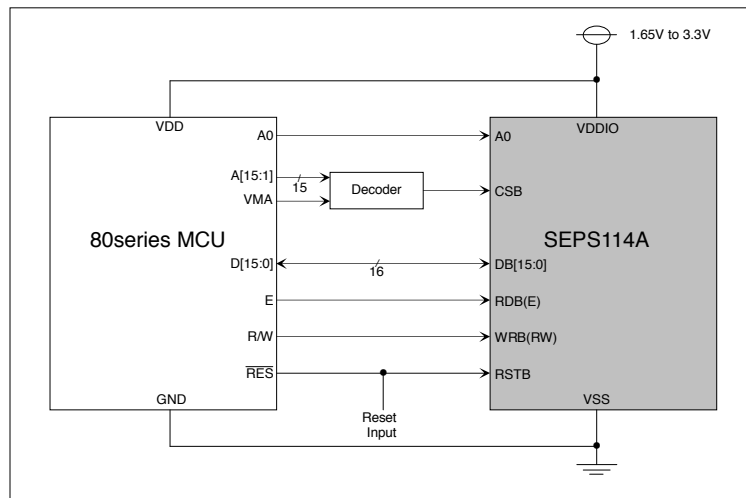 1.65V to 3.3V
VDD
VDDIO
A0
A0
A[15:1]
15
Decoder
CSB
VMA
80series MCU
SEPS114A
D[15:0]
16
DB[15:0]
E
RDB(E)
R/W
WRB(RW)
RES
RSTB
GND
Reset
Input
VSS